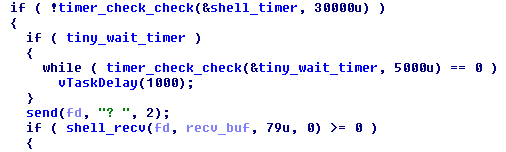 if ( !timer_check_check(&shell_timer, 30000u) )
{
if ( tiny_wait_timer )
{
while ( timer_check_check(&tiny_wait_timer, 5000u) == 0 )
vTaskDelay(1000);
}
send(fd, "? ", 2);
if ( shell_recv(fd, recv_buf, 79u, 0) >= 0 )
{